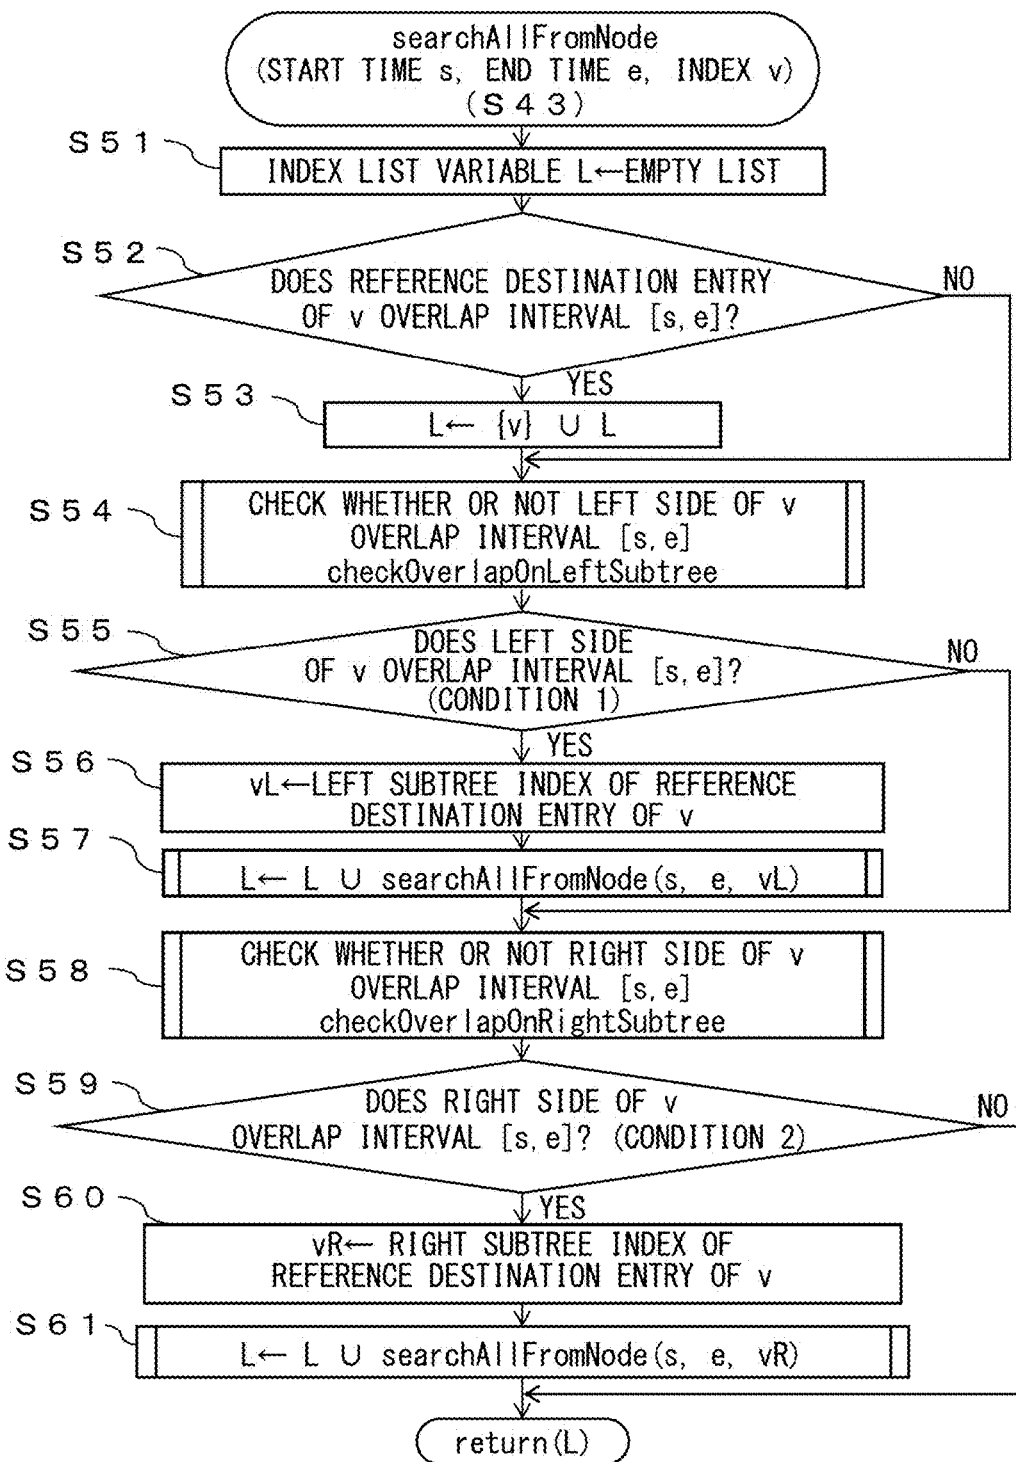 searchAllFromNode
(START TIME s, END TIME e, INDEX v)
(S43)
S51
INDEX LIST VARIABLE L←EMPTY LIST
S52
DOES REFERENCE DESTINATION ENTRY
OF v OVERLAP INTERVAL [s,e]?
NO
YES
S53
L← {v} ∪ L
S54
CHECK WHETHER OR NOT LEFT SIDE OF v
OVERLAP INTERVAL [s,e]
checkOverlapOnLeftSubtree
S55
DOES LEFT SIDE
OF v OVERLAP INTERVAL [s,e]?
(CONDITION 1)
NO
YES
S56
vL←LEFT SUBTREE INDEX OF REFERENCE
DESTINATION ENTRY OF v
S57
L← L ∪ searchAllFromNode(s, e, vL)
S58
CHECK WHETHER OR NOT RIGHT SIDE OF v
OVERLAP INTERVAL [s,e]
checkOverlapOnRightSubtree
S59
DOES RIGHT SIDE OF v
OVERLAP INTERVAL [s,e]? (CONDITION 2)
NO
YES
S60
vR← RIGHT SUBTREE INDEX OF
REFERENCE DESTINATION ENTRY OF v
S61
L← L ∪ searchAllFromNode(s, e, vR)
return(L)